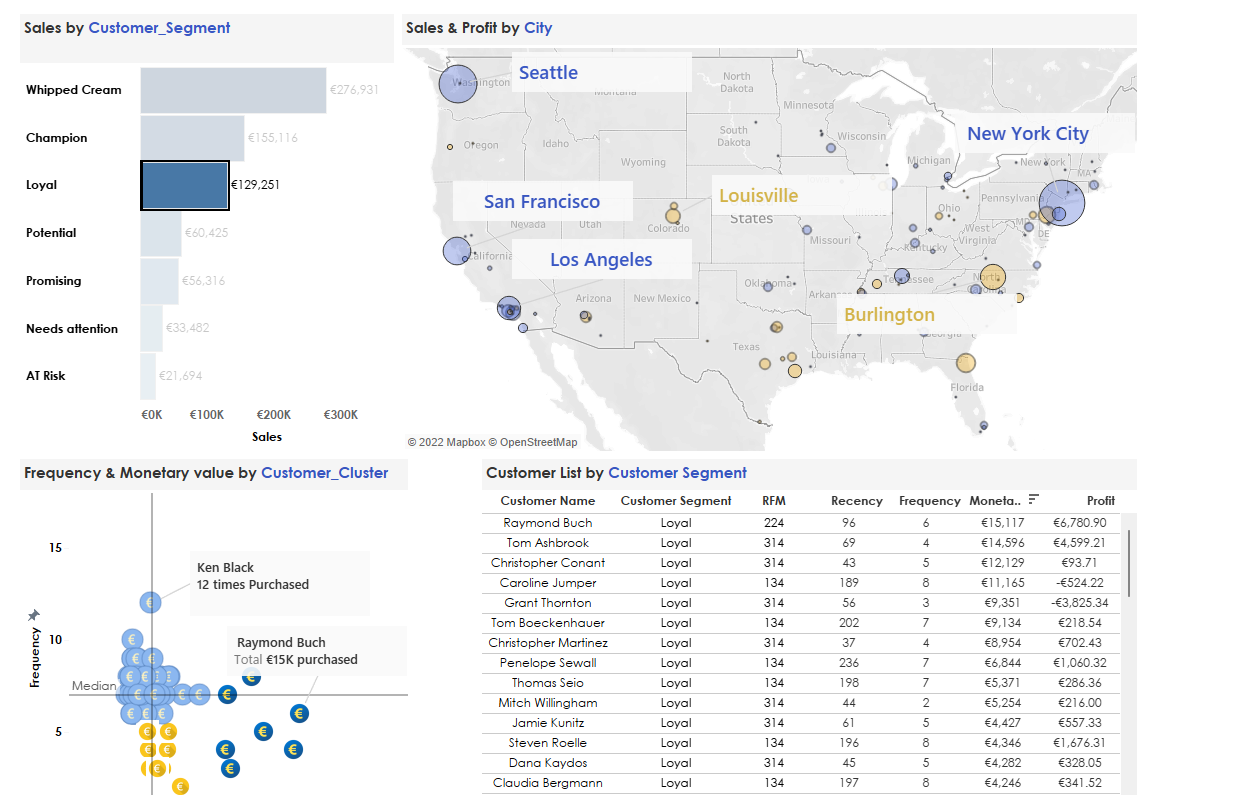 Sales by Customer_Segment
Whipped Cream €276,931
Champion €155,116
Loyal €129,251
Potential €60,425
Promising €56,316
Needs attention €33,482
AT Risk €21,694
€0K €100K €200K €300K
Sales
Sales & Profit by City
Seattle
Washington
Montana
North
Dakota
Minnesota
Oregon
Idaho
South
Dakota
Wisconsin
New York City
Wyoming
Michigan
New York
MA
San Francisco
Louisville
Pennsylvania
Nevada
Utah
Colorado
States
Ohio
MD
DE
West
Virginia
California
Missouri
Kentucky
Los Angeles
Arizona
New Mexico
Oklahoma
Arkansas
Tennessee
North
Carolina
Burlington
Texas
Louisiana
Georgia
Florida
© 2022 Mapbox © OpenStreetMap
Frequency & Monetary value by Customer_Cluster
15
10
5
Frequency
Median
Ken Black
12 times Purchased
Raymond Buch
Total €15K purchased
Customer List by Customer Segment
Customer Name Customer Segment RFM Recency Frequency Moneta.. Profit
Raymond Buch Loyal 224 96 6 €15,117 €6,780.90
Tom Ashbrook Loyal 314 69 4 €14,596 €4,599.21
Christopher Conant Loyal 314 43 5 €12,129 €93.71
Caroline Jumper Loyal 134 189 8 €11,165 -€524.22
Grant Thornton Loyal 314 56 3 €9,351 -€3,825.34
Tom Boeckenhauer Loyal 134 202 7 €9,134 €218.54
Christopher Martinez Loyal 314 37 4 €8,954 €702.43
Penelope Sewall Loyal 134 236 7 €6,844 €1,060.32
Thomas Seio Loyal 134 198 7 €5,371 €286.36
Mitch Willingham Loyal 314 44 2 €5,254 €216.00
Jamie Kunitz Loyal 314 61 5 €4,427 €557.33
Steven Roelle Loyal 134 196 8 €4,346 €1,676.31
Dana Kaydos Loyal 314 45 5 €4,282 €328.05
Claudia Bergmann Loyal 134 197 8 €4,246 €341.52